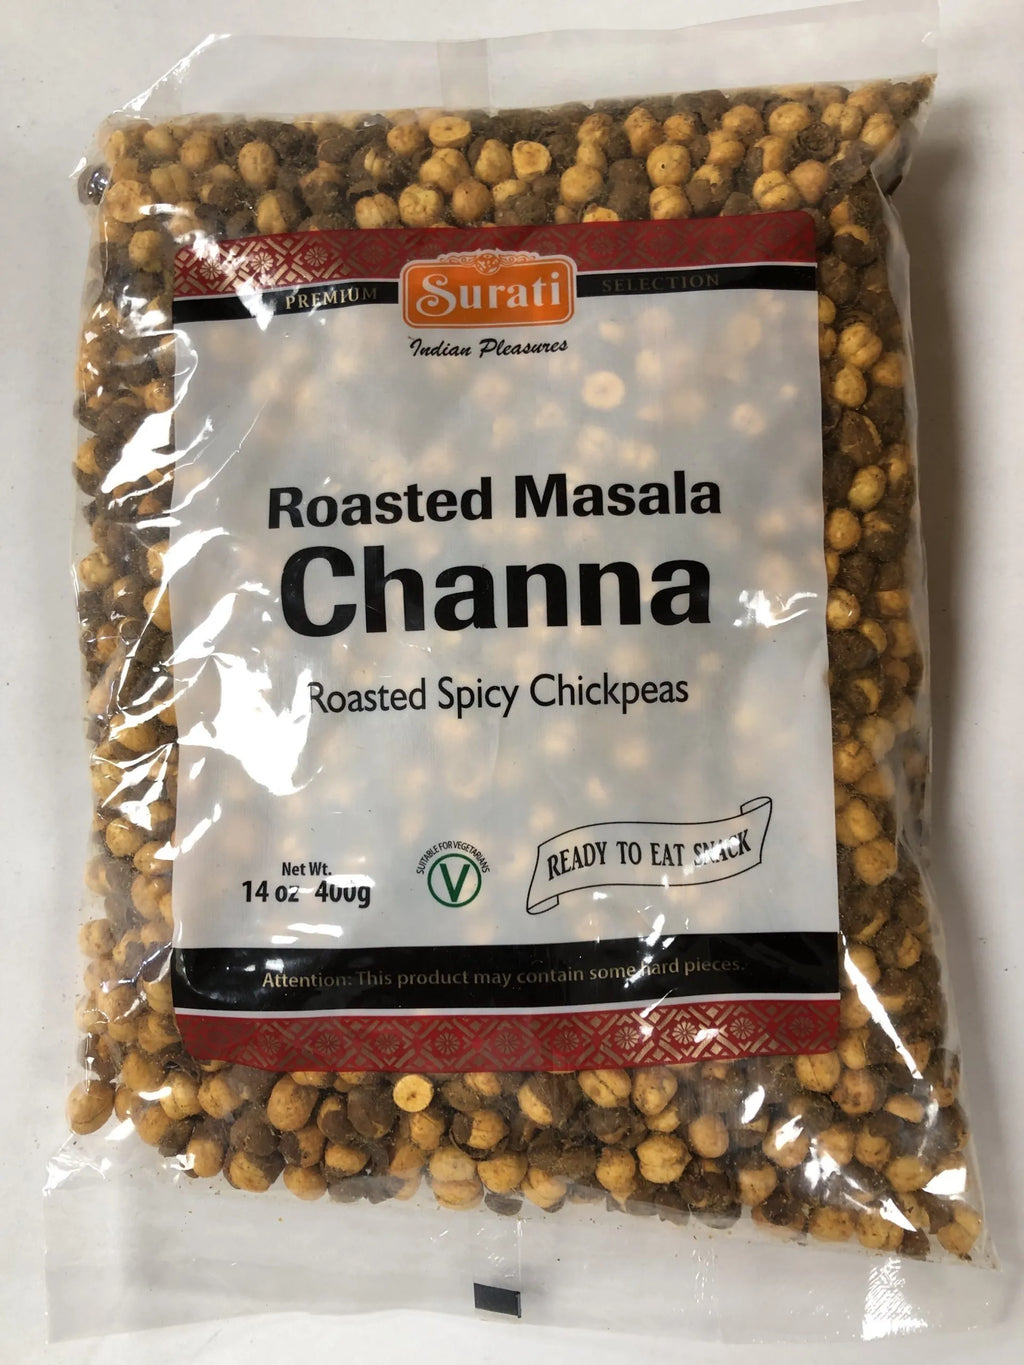 PREMIUM Surati SELECTION
Indian Pleasures
Roasted Masala
Channa
Roasted Spicy Chickpeas
Net Wt.
14 oz 400g
SUITABLE FOR VEGETARIANS
V
READY TO EAT SNACK
Attention: This product may contain some hard pieces.